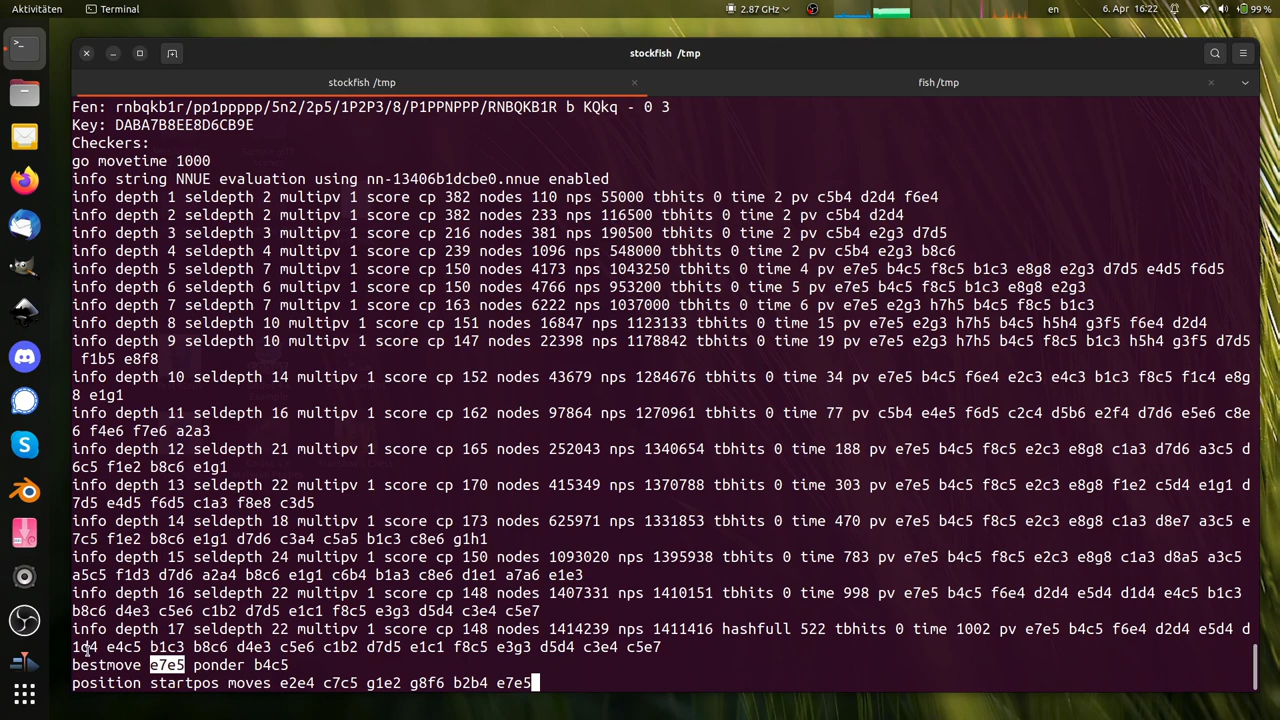 Aktivitäten
Terminal
2.87 GHz
en
6. Apr 16:22
99 %
stockfish /tmp
stockfish /tmp
fish/tmp
Fen: rnbqkb1r/pp1ppppp/5n2/2p5/1P2P3/8/P1PPNPPP/RNBQKB1R b KQkq - 0 3
Key: DABA7B8EE8D6CB9E
Checkers:
go movetime 1000
info string NNUE evaluation using nn-13406b1dcbe0.nnue enabled
info depth 1 seldepth 2 multipv 1 score cp 382 nodes 110 nps 55000 tbhits 0 time 2 pv c5b4 d2d4 f6e4
info depth 2 seldepth 2 multipv 1 score cp 382 nodes 233 nps 116500 tbhits 0 time 2 pv c5b4 d2d4
info depth 3 seldepth 3 multipv 1 score cp 216 nodes 381 nps 190500 tbhits 0 time 2 pv c5b4 e2g3 d7d5
info depth 4 seldepth 4 multipv 1 score cp 239 nodes 1096 nps 548000 tbhits 0 time 2 pv c5b4 e2g3 b8c6
info depth 5 seldepth 7 multipv 1 score cp 150 nodes 4173 nps 1043250 tbhits 0 time 4 pv e7e5 b4c5 f8c5 b1c3 e8g8 e2g3 d7d5 e4d5 f6d5
info depth 6 seldepth 6 multipv 1 score cp 150 nodes 4766 nps 953200 tbhits 0 time 5 pv e7e5 b4c5 f8c5 b1c3 e8g8 e2g3
info depth 7 seldepth 7 multipv 1 score cp 163 nodes 6222 nps 1037000 tbhits 0 time 6 pv e7e5 e2g3 h7h5 b4c5 f8c5 b1c3
info depth 8 seldepth 10 multipv 1 score cp 151 nodes 16847 nps 1123133 tbhits 0 time 15 pv e7e5 e2g3 h7h5 b4c5 h5h4 g3f5 f6e4 d2d4
info depth 9 seldepth 10 multipv 1 score cp 147 nodes 22398 nps 1178842 tbhits 0 time 19 pv e7e5 e2g3 h7h5 b4c5 f8c5 b1c3 h5h4 g3f5 d7d5
f1b5 e8f8
info depth 10 seldepth 14 multipv 1 score cp 152 nodes 43679 nps 1284676 tbhits 0 time 34 pv e7e5 b4c5 f6e4 e2c3 e4c3 b1c3 f8c5 f1c4 e8g
8 e1g1
info depth 11 seldepth 16 multipv 1 score cp 162 nodes 97864 nps 1270961 tbhits 0 time 77 pv c5b4 e4e5 f6d5 c2c4 d5b6 e2f4 d7d6 e5e6 c8e
6 f4e6 f7e6 a2a3
info depth 12 seldepth 21 multipv 1 score cp 165 nodes 252043 nps 1340654 tbhits 0 time 188 pv e7e5 b4c5 f8c5 e2c3 e8g8 c1a3 d7d6 a3c5 d
6c5 f1e2 b8c6 e1g1
info depth 13 seldepth 22 multipv 1 score cp 170 nodes 415349 nps 1370788 tbhits 0 time 303 pv e7e5 b4c5 f8c5 e2c3 e8g8 f1e2 c5d4 e1g1 d
7d5 e4d5 f6d5 c1a3 f8e8 c3d5
info depth 14 seldepth 18 multipv 1 score cp 173 nodes 625971 nps 1331853 tbhits 0 time 470 pv e7e5 b4c5 f8c5 e2c3 e8g8 c1a3 d8e7 a3c5 e
7c5 f1e2 b8c6 e1g1 d7d6 c3a4 c5a5 b1c3 c8e6 g1h1
info depth 15 seldepth 24 multipv 1 score cp 150 nodes 1093020 nps 1395938 tbhits 0 time 783 pv e7e5 b4c5 f8c5 e2c3 e8g8 c1a3 d8a5 a3c5
a5c5 f1d3 d7d6 a2a4 b8c6 e1g1 c6b4 b1a3 c8e6 d1e1 a7a6 e1e3
info depth 16 seldepth 22 multipv 1 score cp 148 nodes 1407331 nps 1410151 tbhits 0 time 998 pv e7e5 b4c5 f6e4 d2d4 e5d4 d1d4 e4c5 b1c3
b8c6 d4e3 c5e6 c1b2 d7d5 e1c1 f8c5 e3g3 d5d4 c3e4 c5e7
info depth 17 seldepth 22 multipv 1 score cp 148 nodes 1414239 nps 1411416 hashfull 522 tbhits 0 time 1002 pv e7e5 b4c5 f6e4 d2d4 e5d4 d
1d4 e4c5 b1c3 b8c6 d4e3 c5e6 c1b2 d7d5 e1c1 f8c5 e3g3 d5d4 c3e4 c5e7
bestmove e7e5 ponder b4c5
position startpos moves e2e4 c7c5 g1e2 g8f6 b2b4 e7e5